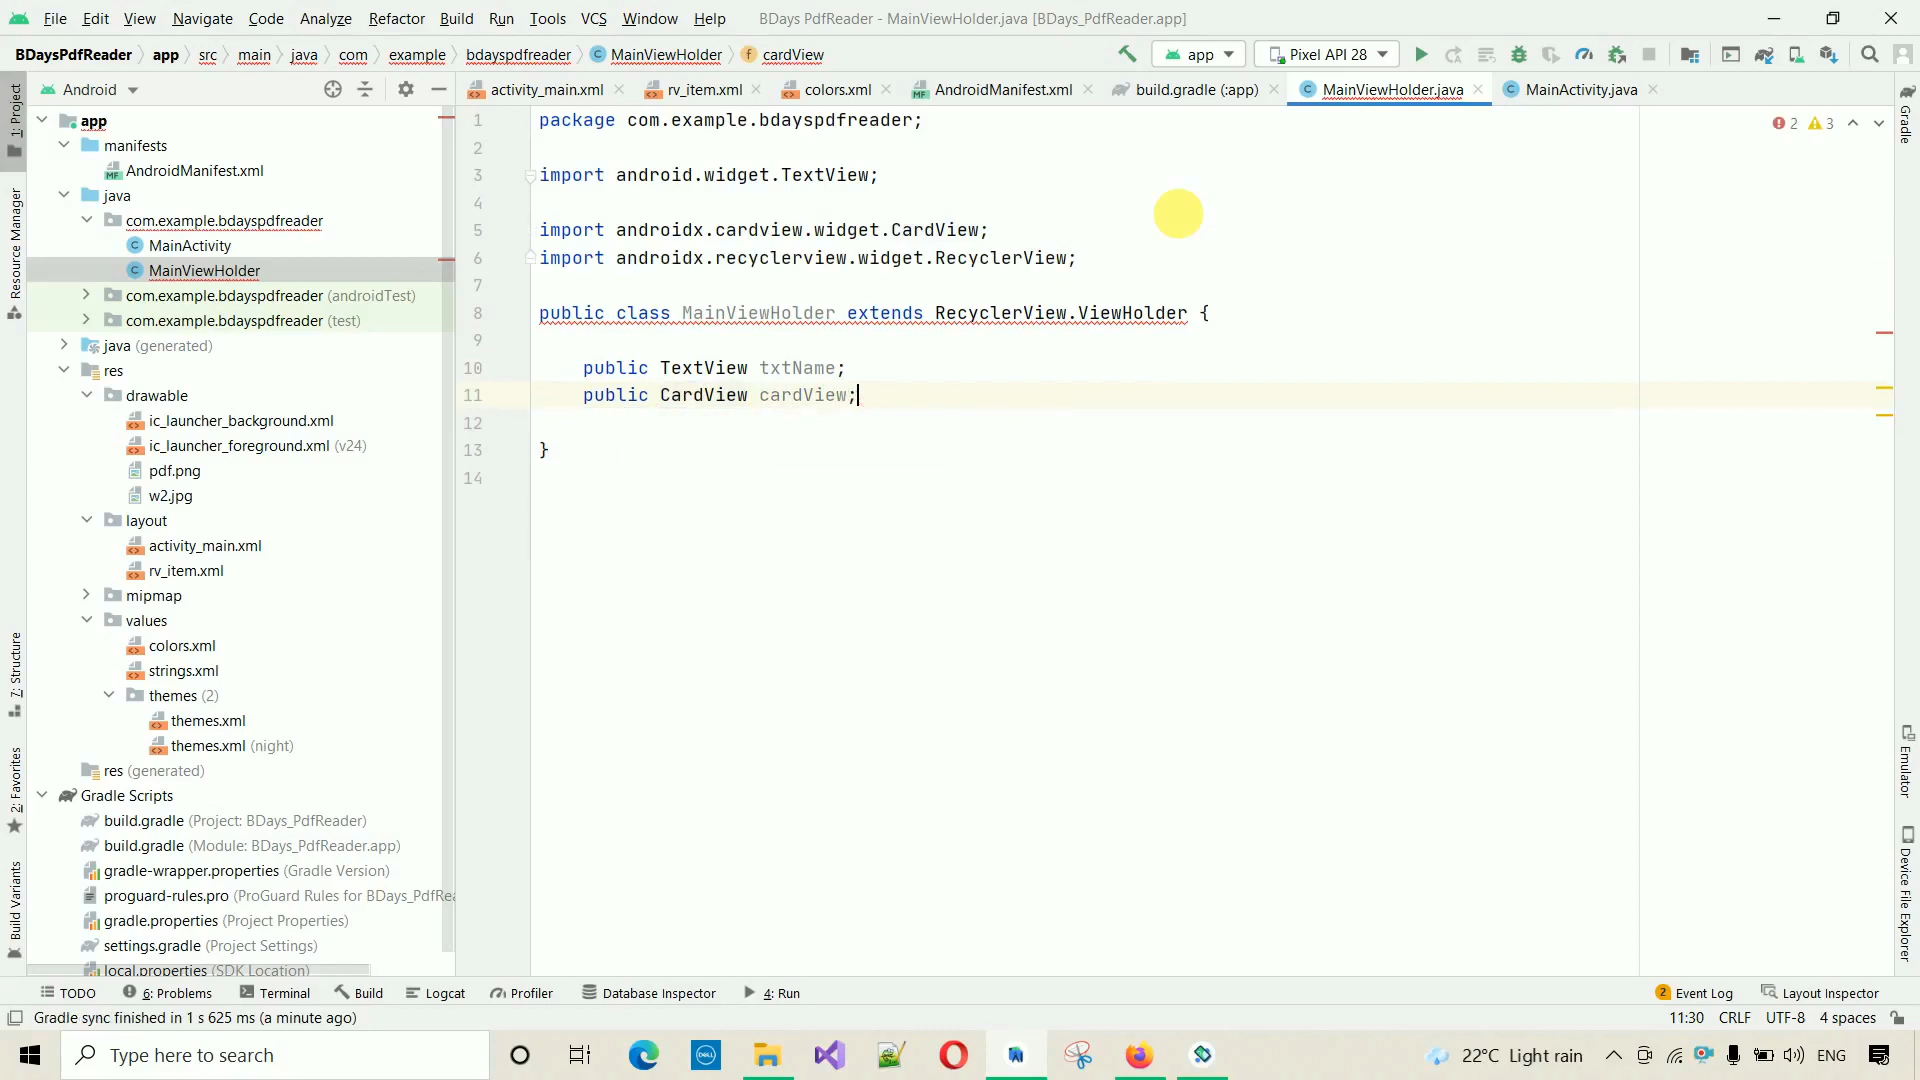 File Edit View Navigate Code Analyze Refactor Build Run Tools VCS Window Help BDays PdfReader - MainViewHolder.java [BDays_PdfReader.app]
BDaysPdfReader app src main java com example bdayspdfreader MainViewHolder cardView app Pixel API 28
Android activity_main.xml rv_item.xml colors.xml AndroidManifest.xml build.gradle (:app) MainViewHolder.java MainActivity.java
1: Project
Resource Manager
7: Structure
2: Favorites
Build Variants
app
manifests
AndroidManifest.xml
java
com.example.bdayspdfreader
MainActivity
MainViewHolder
com.example.bdayspdfreader (androidTest)
com.example.bdayspdfreader (test)
java (generated)
res
drawable
ic_launcher_background.xml
ic_launcher_foreground.xml (v24)
pdf.png
w2.jpg
layout
activity_main.xml
rv_item.xml
mipmap
values
colors.xml
strings.xml
themes (2)
themes.xml
themes.xml (night)
res (generated)
Gradle Scripts
build.gradle (Project: BDays_PdfReader)
build.gradle (Module: BDays_PdfReader.app)
gradle-wrapper.properties (Gradle Version)
proguard-rules.pro (ProGuard Rules for BDays_PdfRea
gradle.properties (Project Properties)
settings.gradle (Project Settings)
local.properties (SDK Location)
1 package com.example.bdayspdfreader;
2
3 import android.widget.TextView;
4
5 import androidx.cardview.widget.CardView;
6 import androidx.recyclerview.widget.RecyclerView;
7
8 public class MainViewHolder extends RecyclerView.ViewHolder {
9
10 public TextView txtName;
11 public CardView cardView;
12
13 }
14
2 3
Gradle
Emulator
Device File Explorer
TODO 6: Problems Terminal Build Logcat Profiler Database Inspector 4: Run 2 Event Log Layout Inspector
Gradle sync finished in 1 s 625 ms (a minute ago) 11:30 CRLF UTF-8 4 spaces
Type here to search DELL 22°C Light rain ENG